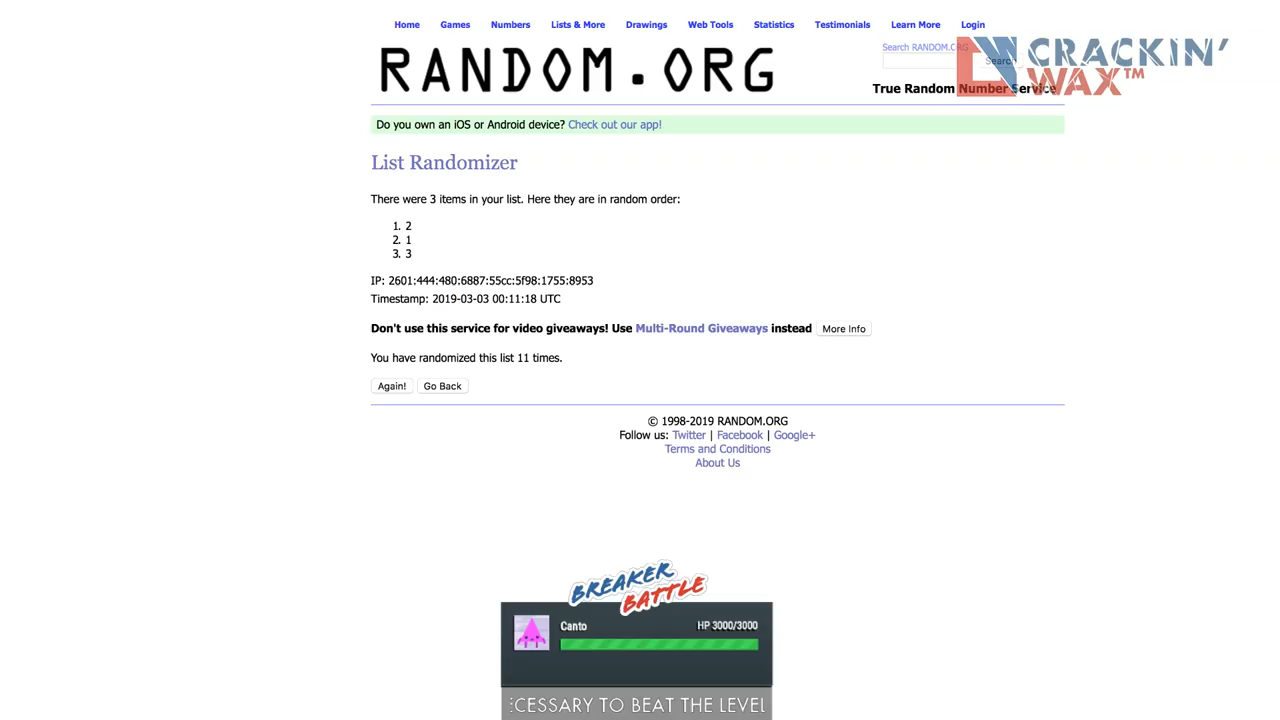 Home Games Numbers Lists & More Drawings Web Tools Statistics Testimonials Learn More Login
RANDOM.ORG
Search RANDOM.ORG
Search
True Random Number Service
CRACKIN'
WAX™
Do you own an iOS or Android device? Check out our app!
List Randomizer
There were 3 items in your list. Here they are in random order:
1. 2
2. 1
3. 3
IP: 2601:444:480:6887:55cc:5f98:1755:8953
Timestamp: 2019-03-03 00:11:18 UTC
Don't use this service for video giveaways! Use Multi-Round Giveaways instead More Info
You have randomized this list 11 times.
Again! Go Back
© 1998-2019 RANDOM.ORG
Follow us: Twitter | Facebook | Google+
Terms and Conditions
About Us
BREAKER
BATTLE
Canto HP 3000/3000
CESSARY TO BEAT THE LEVEL